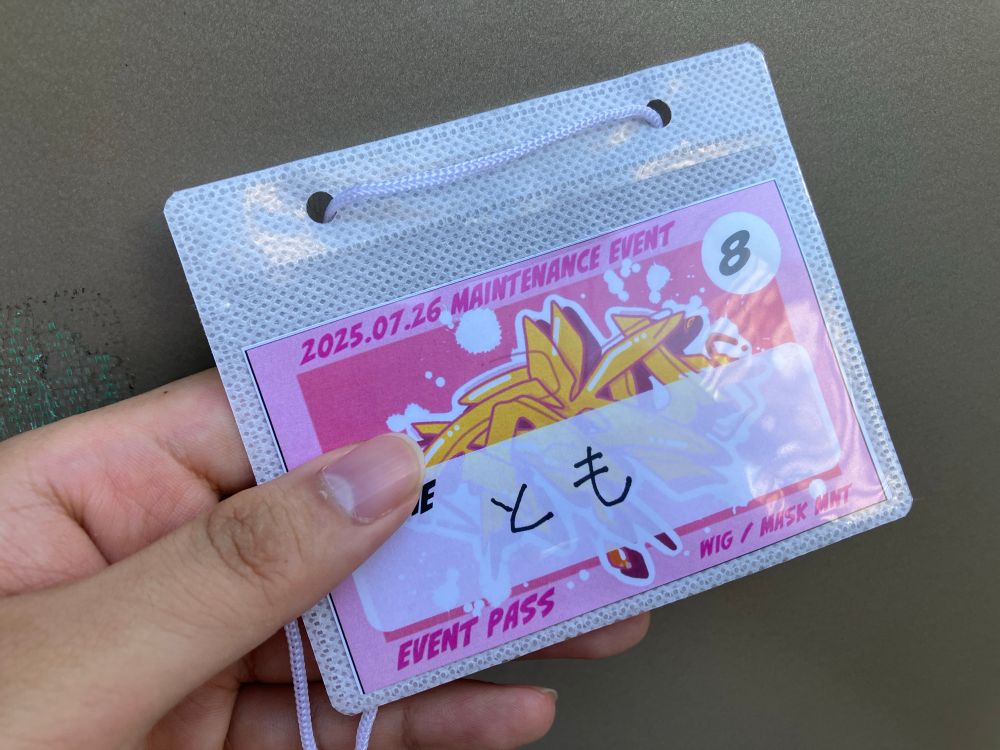 2025.07.26 MAINTENANCE EVENT
8
とも
WIG / MASK MNT
EVENT PASS